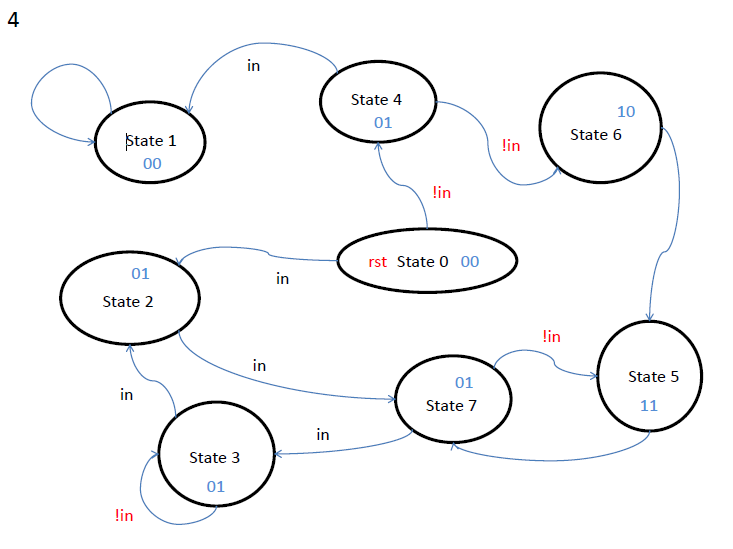 4
in
State 4
01
10
State 6
State 1
00
!in
!in
rst State 0 00
in
01
State 2
!in
in
01
State 7
State 5
11
in
in
State 3
01
!in